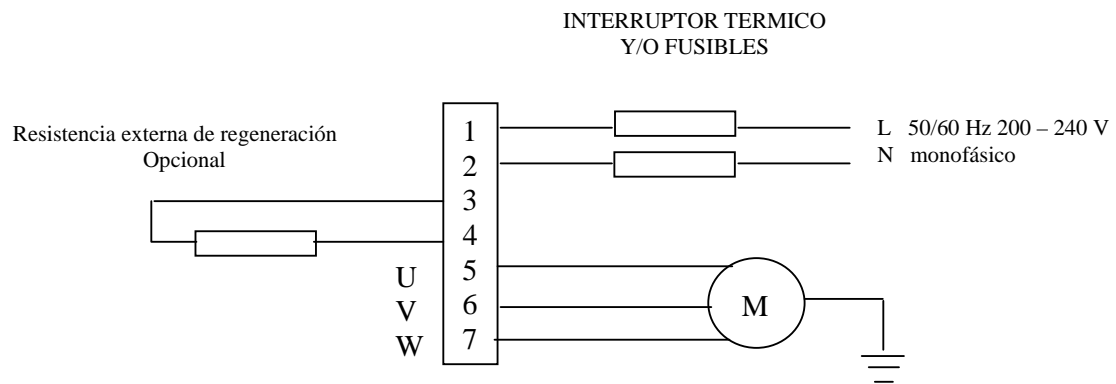 INTERRUPTOR TERMICO
Y/O FUSIBLES
Resistencia externa de regeneración
Opcional
1
2
3
4
5
6
7
L 50/60 Hz 200 – 240 V
N monofásico
U
V
W
M